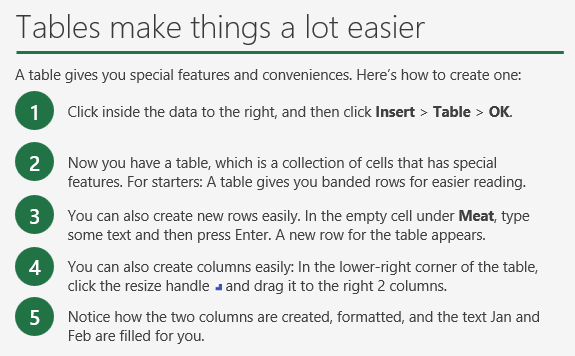 Tables make things a lot easier
A table gives you special features and conveniences. Here's how to create one:
1 Click inside the data to the right, and then click Insert > Table > OK.
2 Now you have a table, which is a collection of cells that has special
features. For starters: A table gives you banded rows for easier reading.
3 You can also create new rows easily. In the empty cell under Meat, type
some text and then press Enter. A new row for the table appears.
4 You can also create columns easily: In the lower-right corner of the table,
click the resize handle and drag it to the right 2 columns.
5 Notice how the two columns are created, formatted, and the text Jan and
Feb are filled for you.